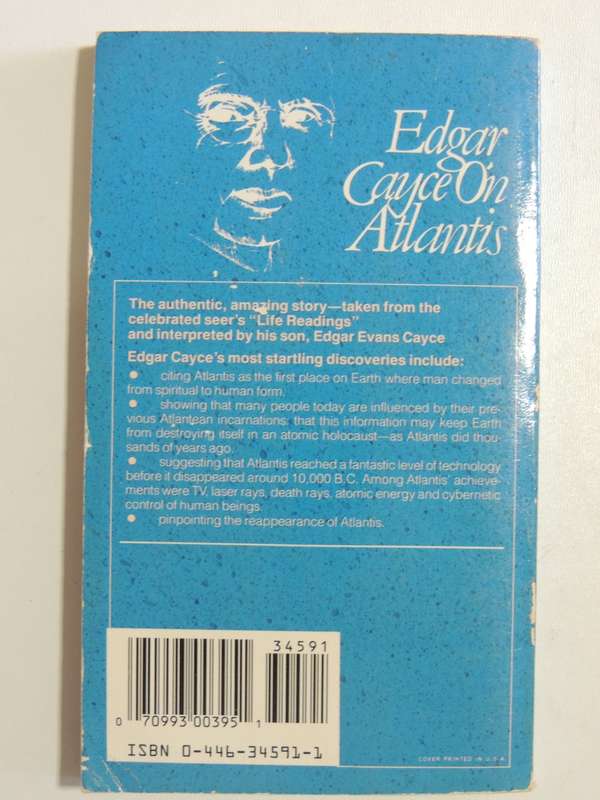 Edgar
Cayce On
Atlantis
The authentic, amazing story—taken from the
celebrated seer's "Life Readings"
and interpreted by his son, Edgar Evans Cayce
Edgar Cayce's most startling discoveries include:
● citing Atlantis as the first place on Earth where man changed
from spiritual to human form.
● showing that many people today are influenced by their pre-
vious Atlantean incarnations; that this information may keep Earth
from destroying itself in an atomic holocaust—as Atlantis did thou-
sands of years ago.
● suggesting that Atlantis reached a fantastic level of technology
before it disappeared around 10,000 B.C. Among Atlantis' achieve-
ments were TV, laser rays, death rays, atomic energy and cybernetic
control of human beings.
● pinpointing the reappearance of Atlantis.
34591
0 70993 00395 1
ISBN 0-446-34591-1
COVER PRINTED IN U.S.A.